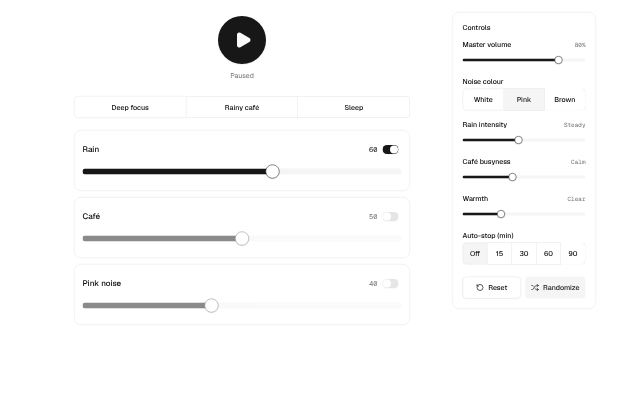 Paused
Deep focus Rainy café Sleep
Rain 60
Café 50
Pink noise 40
Controls
Master volume 80%
Noise colour
White Pink Brown
Rain intensity Steady
Café busyness Calm
Warmth Clear
Auto-stop (min)
Off 15 30 60 90
Reset Randomize